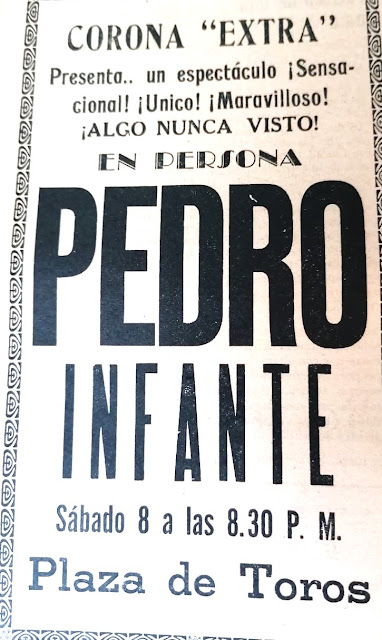 CORONA "EXTRA"
Presenta.. un espectáculo ¡Sensa-
cional! ¡Unico! ¡Maravilloso!
¡ALGO NUNCA VISTO!
EN PERSONA
PEDRO
INFANTE
Sábado 8 a las 8.30 P. M.
Plaza de Toros